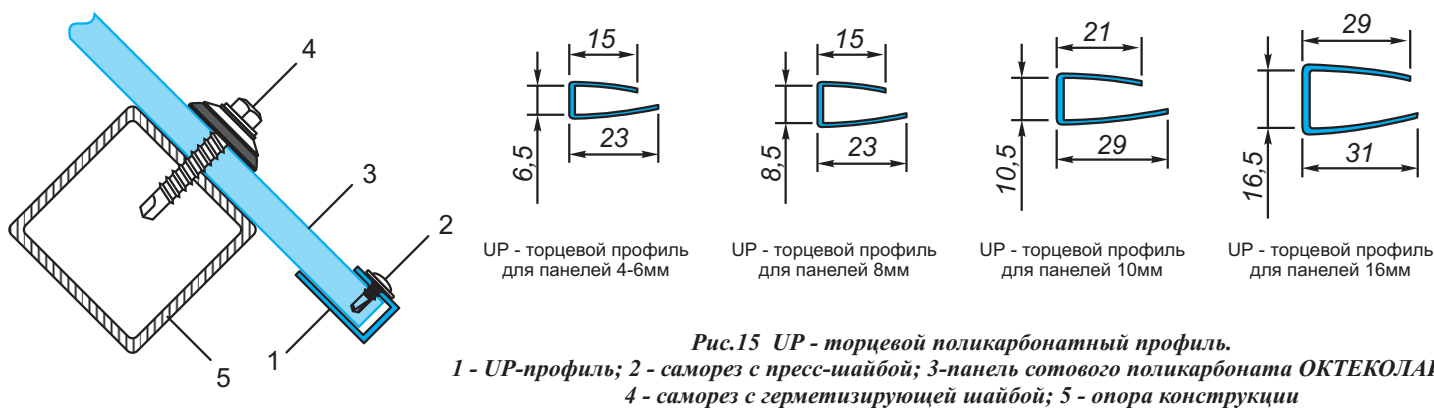 4
3
2
1
5
15
6,5
23
UP - торцевой профиль
для панелей 4-6мм
15
8,5
23
UP - торцевой профиль
для панелей 8мм
21
10,5
29
UP - торцевой профиль
для панелей 10мм
29
16,5
31
UP - торцевой профиль
для панелей 16мм
Рис.15 UP - торцевой поликарбонатный профиль.
1 - UP-профиль; 2 - саморез с пресс-шайбой; 3-панель сотового поликарбоната
4 - саморез с герметизирующей шайбой; 5 - опора конструкции